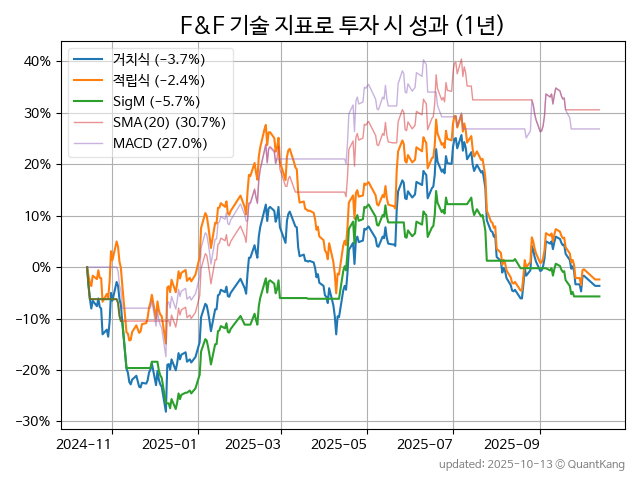 F&F 기술 지표로 투자 시 성과 (1년)
거치식 (−3.7%)
적립식 (−2.4%)
SigM (−5.7%)
SMA(20) (30.7%)
MACD (27.0%)
40%
30%
20%
10%
0%
−10%
−20%
−30%
2024-11 2025-01 2025-03 2025-05 2025-07 2025-09
updated: 2025-10-13 © QuantKang